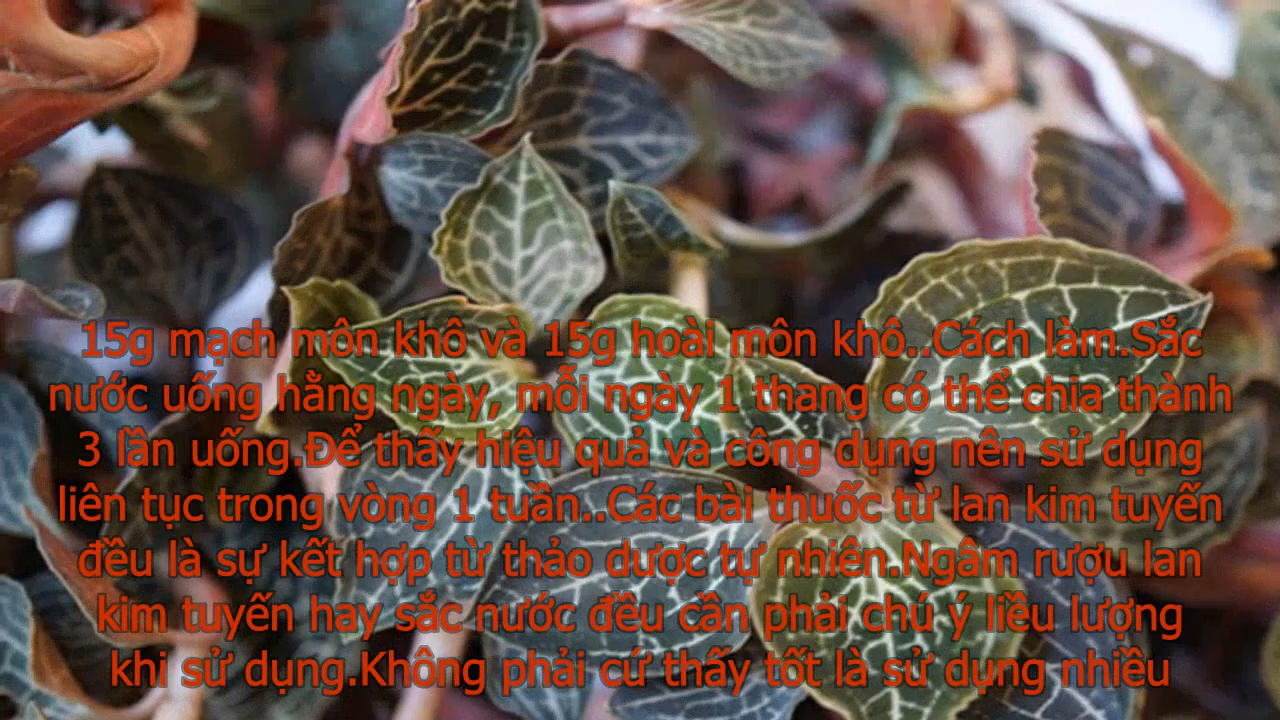 15g mạch môn khô và 15g hoài môn khô..Cách làm.Sắc
nước uống hằng ngày, mỗi ngày 1 thang có thể chia thành
3 lần uống.Để thấy hiệu quả và công dụng nên sử dụng
liên tục trong vòng 1 tuần..Các bài thuốc từ lan kim tuyến
đều là sự kết hợp từ thảo dược tự nhiên.Ngâm rượu lan
kim tuyến hay sắc nước đều cần phải chú ý liều lượng
khi sử dụng.Không phải cứ thấy tốt là sử dụng nhiều